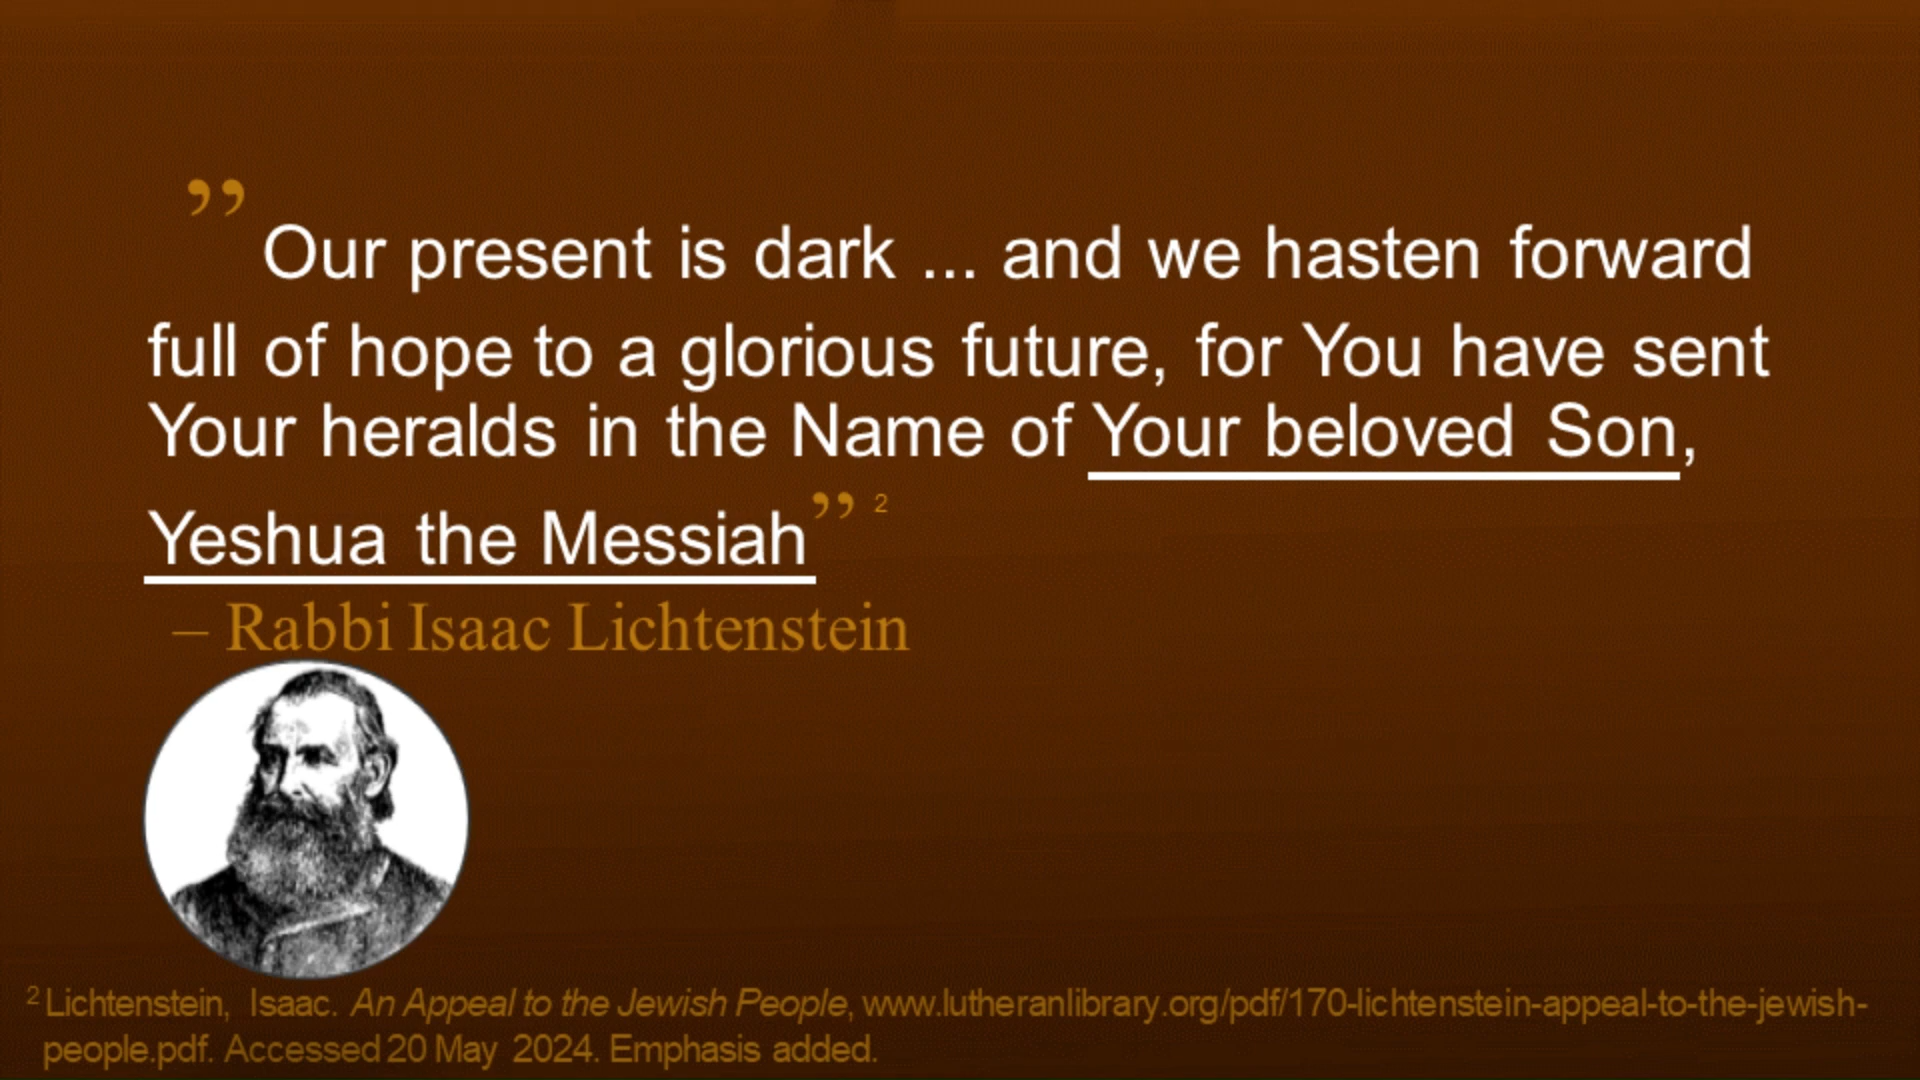 ”Our present is dark ... and we hasten forward
full of hope to a glorious future, for You have sent
Your heralds in the Name of Your beloved Son,
Yeshua the Messiah” 2
– Rabbi Isaac Lichtenstein
2 Lichtenstein, Isaac. An Appeal to the Jewish People, www.lutheranlibrary.org/pdf/170-lichtenstein-appeal-to-the-jewish-
people.pdf. Accessed 20 May 2024. Emphasis added.